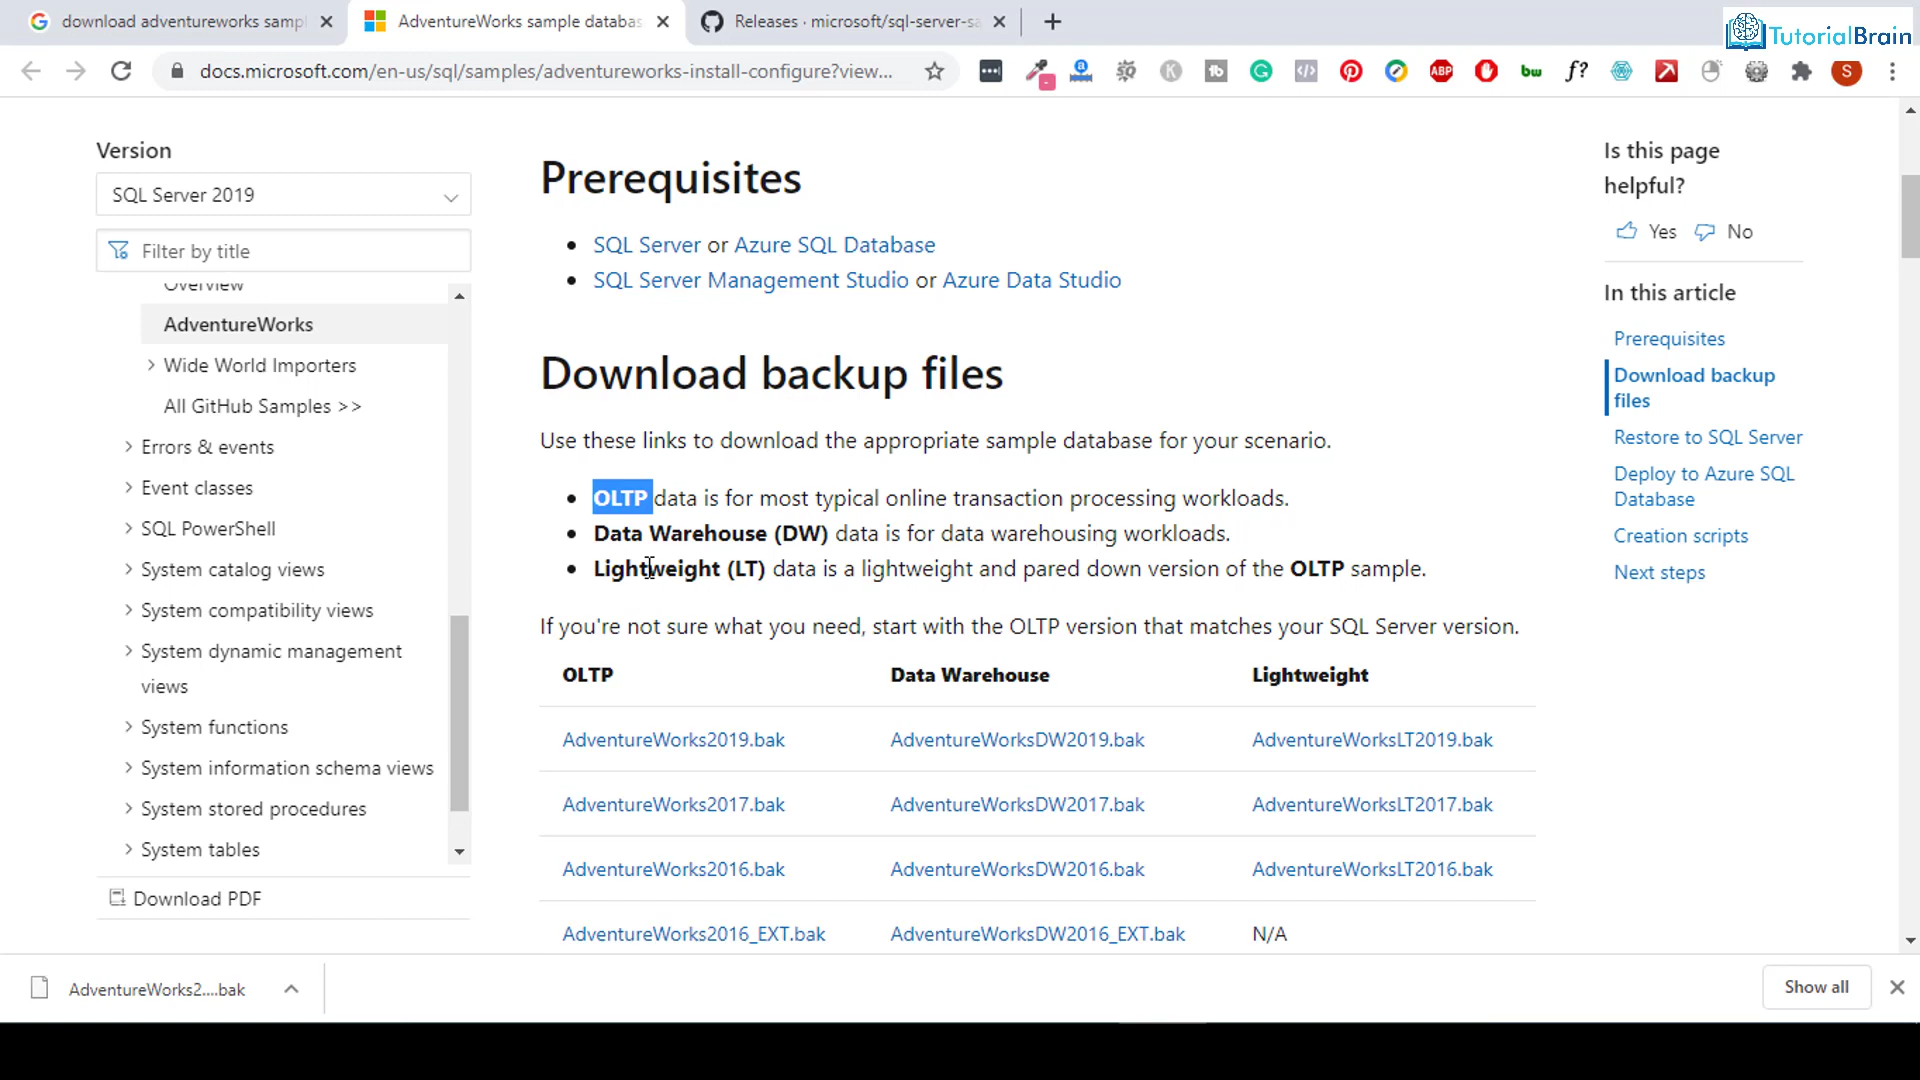 download adventureworks sampl
AdventureWorks sample databas
Releases · microsoft/sql-server-sa
TutorialBrain
docs.microsoft.com/en-us/sql/samples/adventureworks-install-configure?view...
ABP
bw
f?
S
Version
SQL Server 2019
Filter by title
Overview
AdventureWorks
Wide World Importers
All GitHub Samples >>
Errors & events
Event classes
SQL PowerShell
System catalog views
System compatibility views
System dynamic management
views
System functions
System information schema views
System stored procedures
System tables
Download PDF
Prerequisites
SQL Server or Azure SQL Database
SQL Server Management Studio or Azure Data Studio
Download backup files
Use these links to download the appropriate sample database for your scenario.
OLTP data is for most typical online transaction processing workloads.
Data Warehouse (DW) data is for data warehousing workloads.
Lightweight (LT) data is a lightweight and pared down version of the OLTP sample.
If you're not sure what you need, start with the OLTP version that matches your SQL Server version.
OLTP Data Warehouse Lightweight
AdventureWorks2019.bak AdventureWorksDW2019.bak AdventureWorksLT2019.bak
AdventureWorks2017.bak AdventureWorksDW2017.bak AdventureWorksLT2017.bak
AdventureWorks2016.bak AdventureWorksDW2016.bak AdventureWorksLT2016.bak
AdventureWorks2016_EXT.bak AdventureWorksDW2016_EXT.bak N/A
Is this page
helpful?
Yes No
In this article
Prerequisites
Download backup
files
Restore to SQL Server
Deploy to Azure SQL
Database
Creation scripts
Next steps
AdventureWorks2....bak
Show all